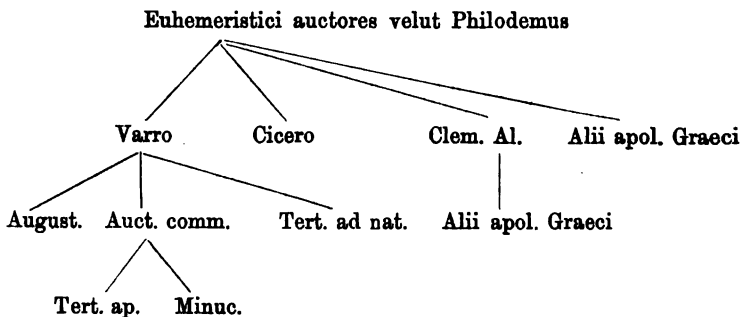 Euhemeristici auctores velut Philodemus
Varro Cicero Clem. Al. Alii apol. Graeci
August. Auct. comm. Tert. ad nat. Alii apol. Graeci
Tert. ap. Minuc.